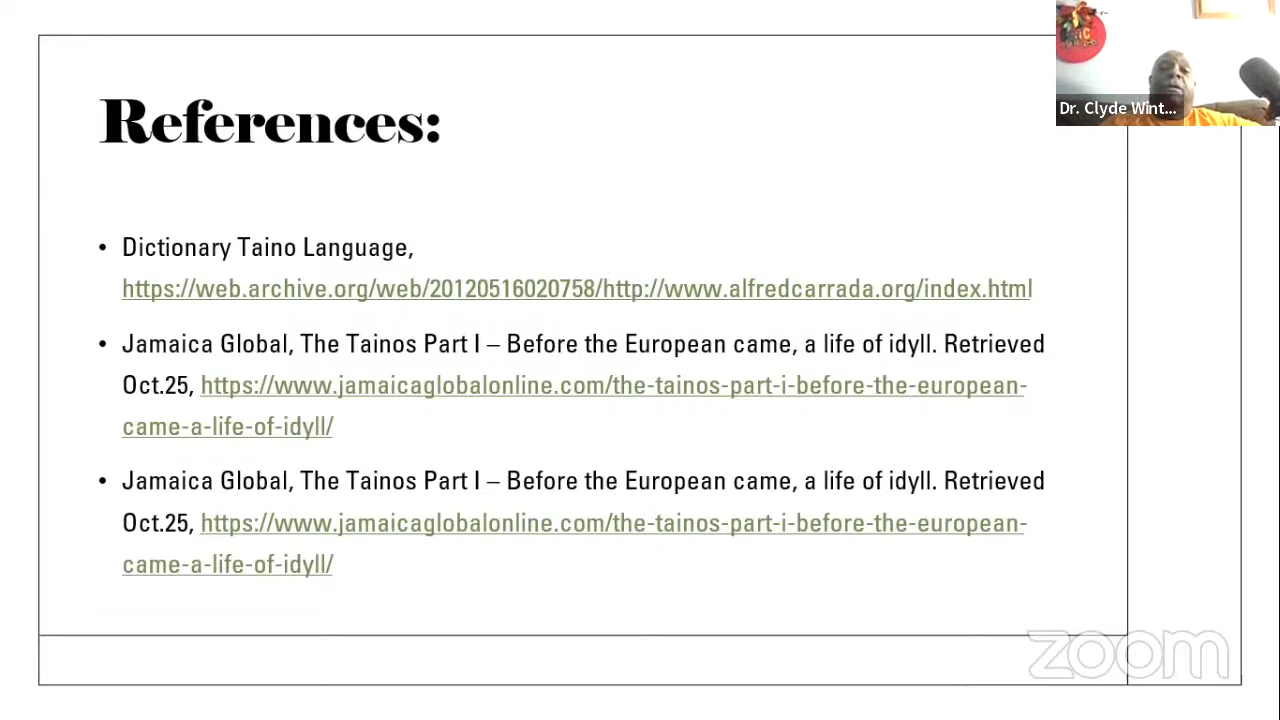 References:
• Dictionary Taino Language,
https://web.archive.org/web/20120516020758/http://www.alfredcarrada.org/index.html
• Jamaica Global, The Tainos Part I – Before the European came, a life of idyll. Retrieved
Oct.25, https://www.jamaicaglobalonline.com/the-tainos-part-i-before-the-european-
came-a-life-of-idyll/
• Jamaica Global, The Tainos Part I – Before the European came, a life of idyll. Retrieved
Oct.25, https://www.jamaicaglobalonline.com/the-tainos-part-i-before-the-european-
came-a-life-of-idyll/
Dr. Clyde Wint...
zoom